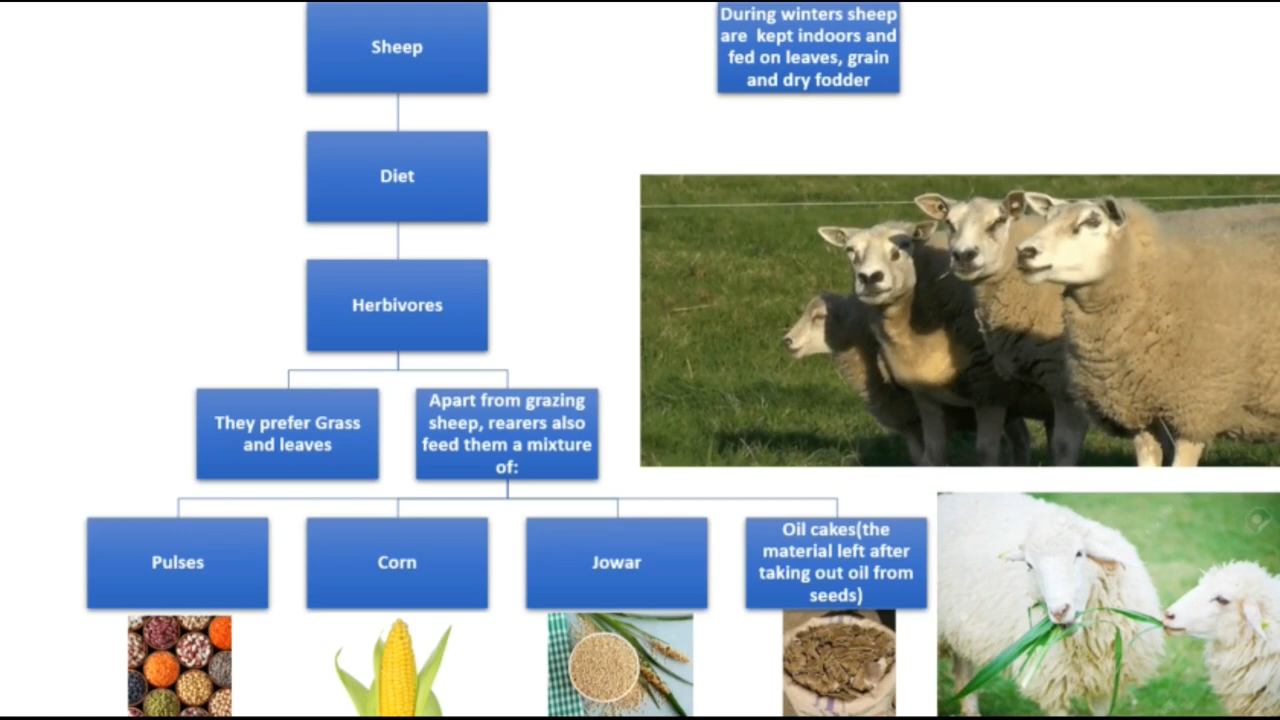 Sheep
During winters sheep
are kept indoors and
fed on leaves, grain
and dry fodder
Diet
Herbivores
They prefer Grass
and leaves
Apart from grazing
sheep, rearers also
feed them a mixture
of:
Pulses
Corn
Jowar
Oil cakes(the
material left after
taking out oil from
seeds)